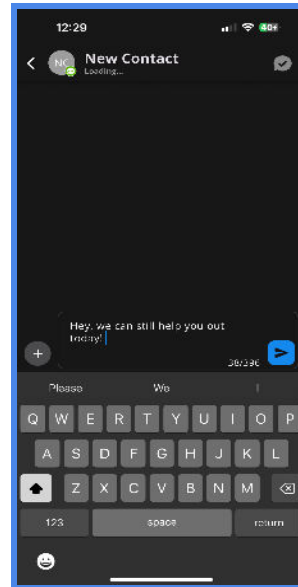 12:29
40
NC
New Contact
Loading...
Hey, we can still help you out
today!
38/396
Please We I
Q W E R T Y U I O P
A S D F G H J K L
Z X C V B N M
123 space return